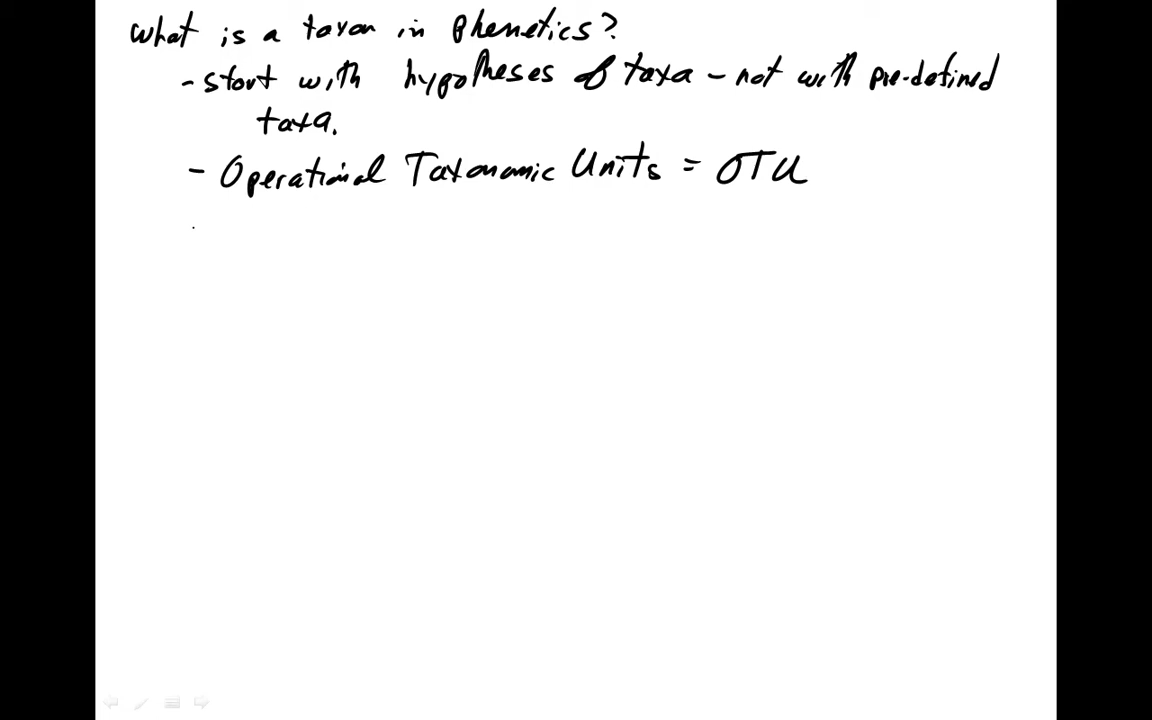 What is a taxon in Phenetics?
- start with hypotheses of taxa - not with pre-defined
taxa.
- Operational Taxonomic Units = OTU